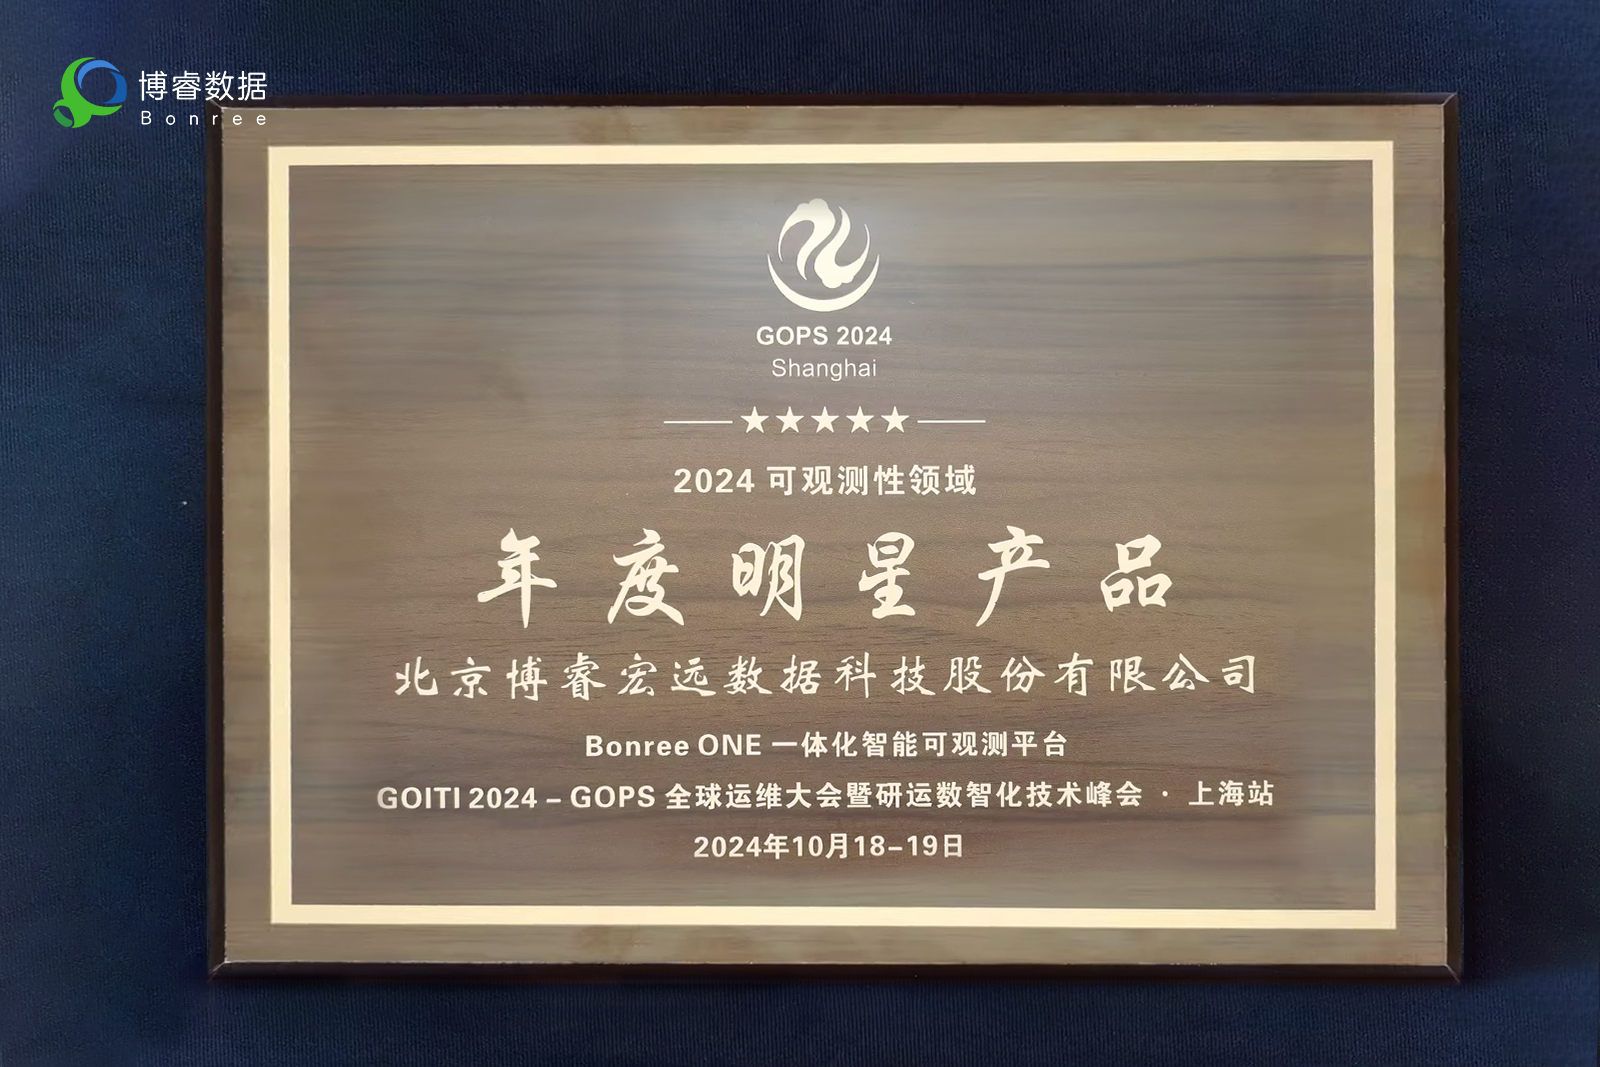 博睿数据
Bonree
GOPS 2024
Shanghai
2024 可观测性领域
年度明星产品
北京博睿宏远数据科技股份有限公司
Bonree ONE 一体化智能可观测平台
GOITI 2024 – GOPS 全球运维大会暨研运数智化技术峰会 · 上海站
2024年10月18-19日